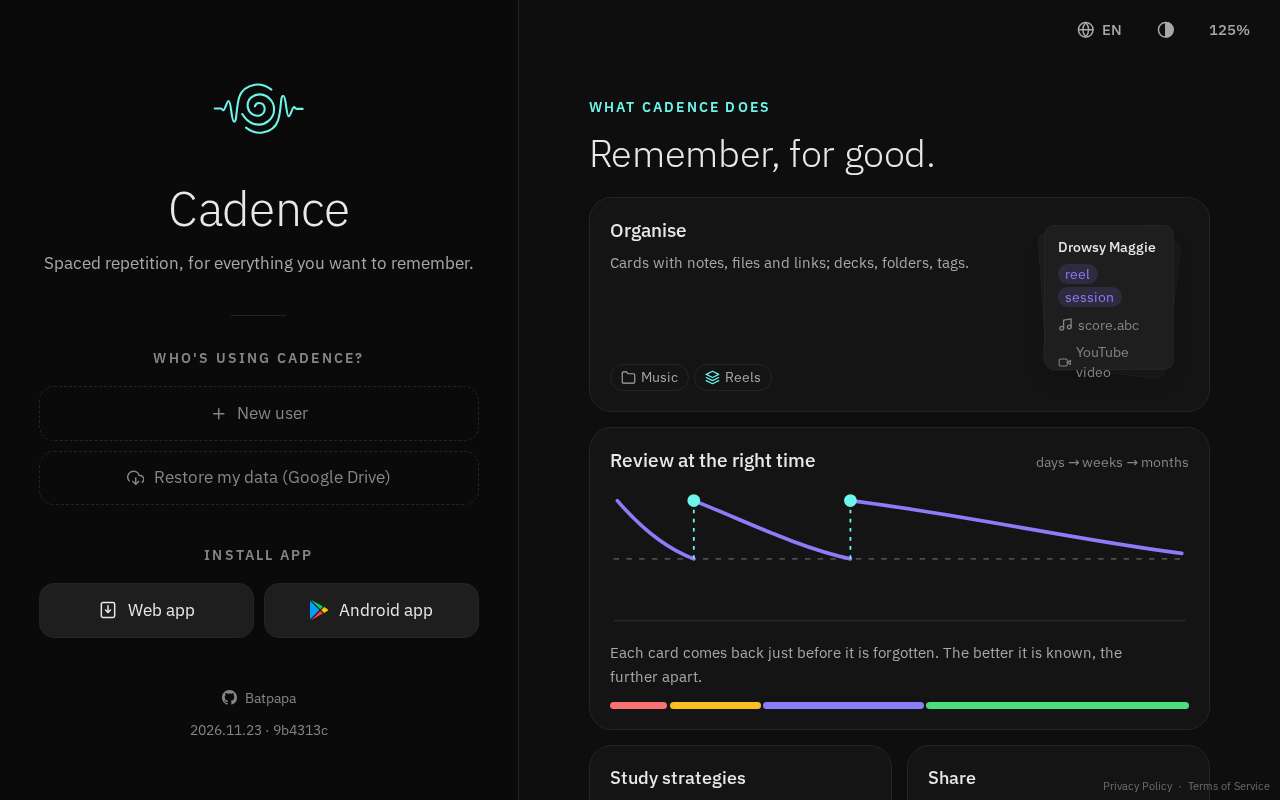 EN
125%
Cadence
Spaced repetition, for everything you want to remember.
WHO'S USING CADENCE?
New user
Restore my data (Google Drive)
INSTALL APP
Web app
Android app
Batpapa
2026.11.23 · 9b4313c
WHAT CADENCE DOES
Remember, for good.
Organise
Cards with notes, files and links; decks, folders, tags.
Music
Reels
Drowsy Maggie
reel
session
score.abc
YouTube
video
Review at the right time
days → weeks → months
Each card comes back just before it is forgotten. The better it is known, the
further apart.
Study strategies
Share
Privacy Policy · Terms of Service